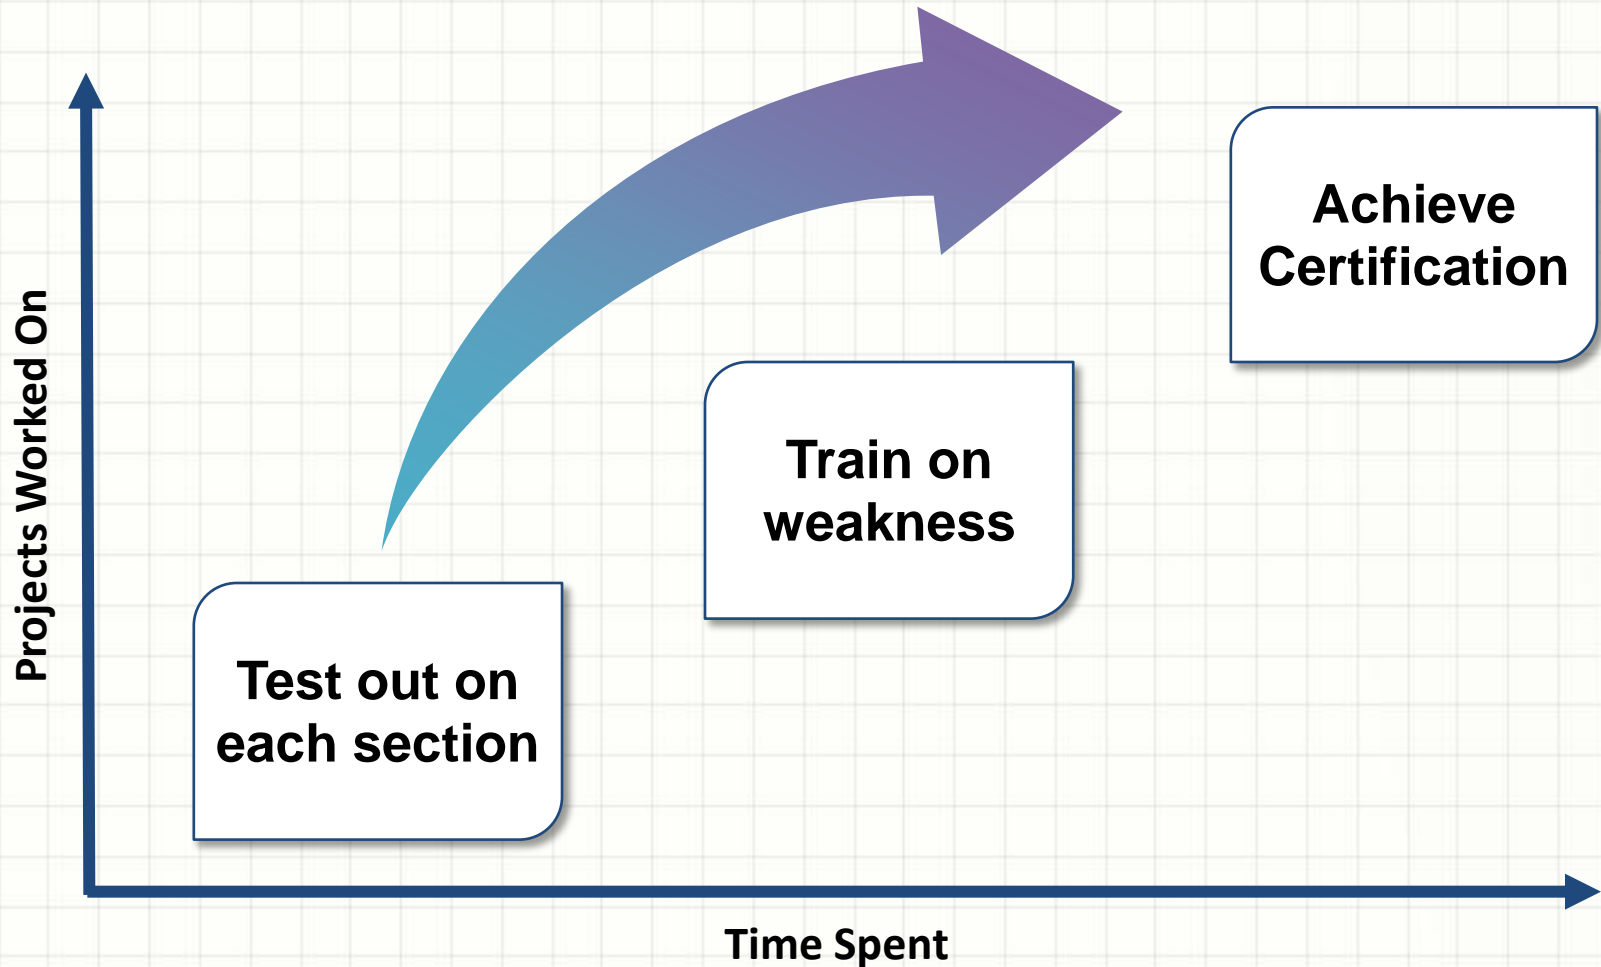 Projects Worked On
Test out on
each section
Train on
weakness
Achieve
Certification
Time Spent